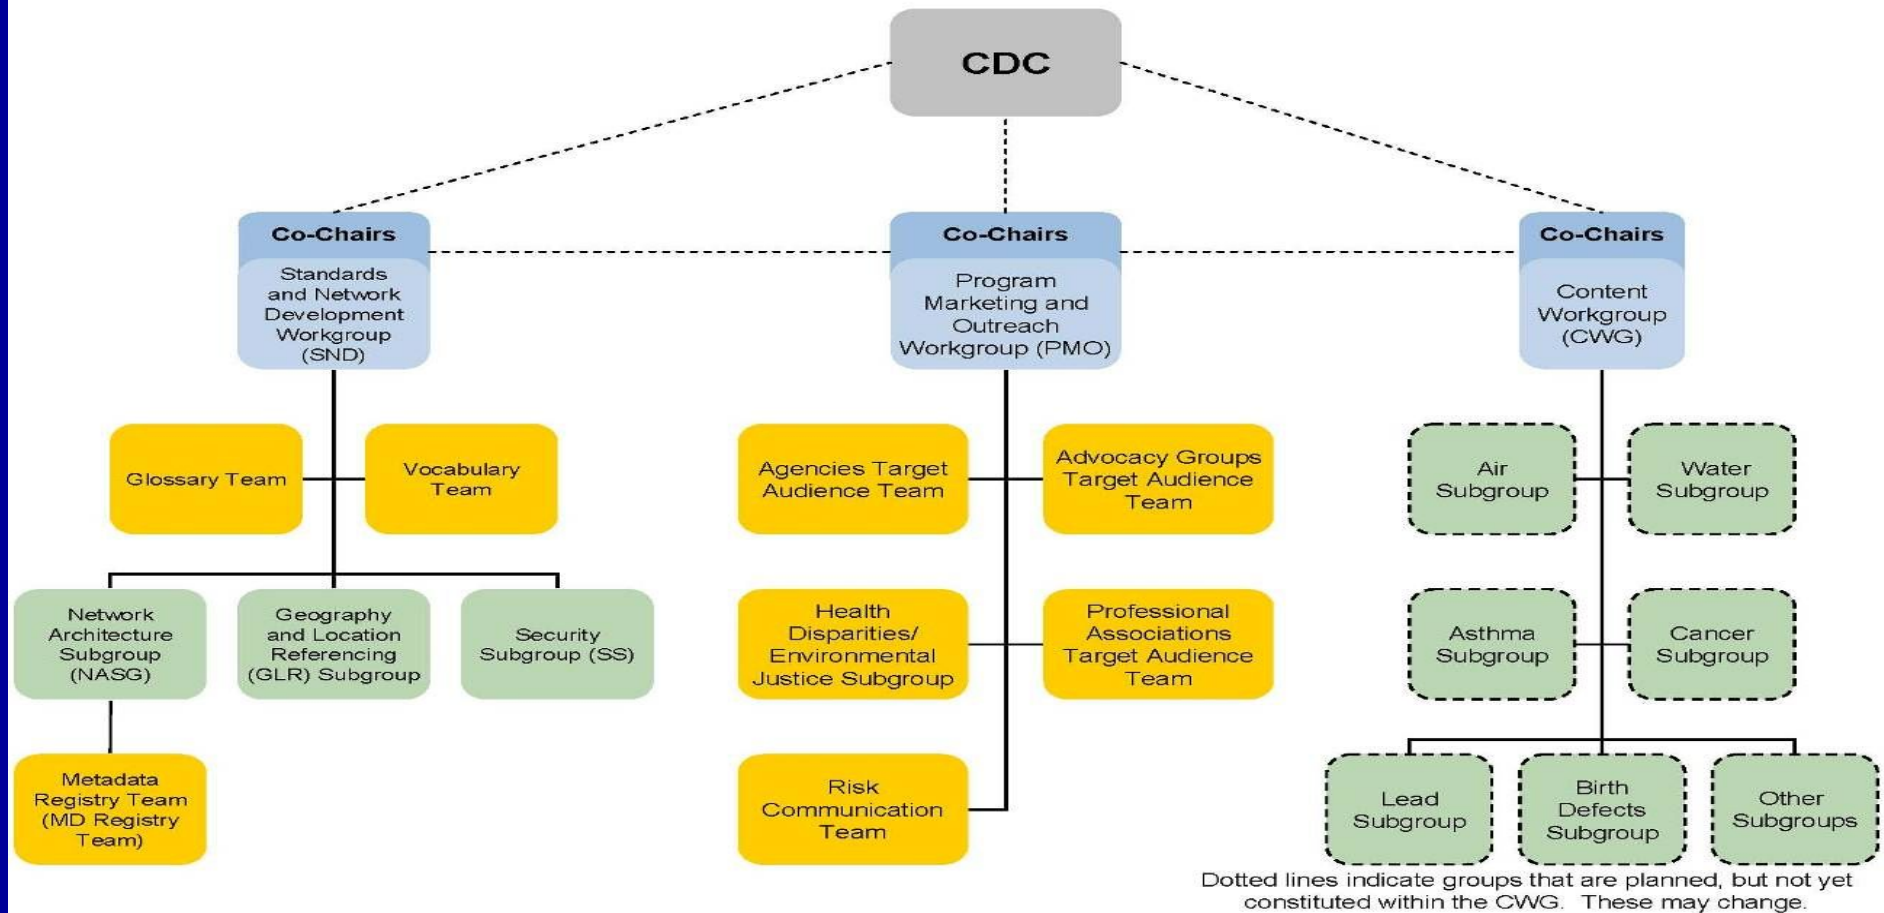 CDC
Co-Chairs
Standards
and Network
Development
Workgroup
(SND)
Co-Chairs
Program
Marketing and
Outreach
Workgroup (PMO)
Co-Chairs
Content
Workgroup
(CWG)
Glossary Team
Vocabulary
Team
Agencies Target
Audience Team
Advocacy Groups
Target Audience
Team
Air
Subgroup
Water
Subgroup
Network
Architecture
Subgroup
(NASG)
Geography
and Location
Referencing
(GLR) Subgroup
Security
Subgroup (SS)
Health
Disparities/
Environmental
Justice Subgroup
Professional
Associations
Target Audience
Team
Asthma
Subgroup
Cancer
Subgroup
Metadata
Registry Team
(MD Registry
Team)
Risk
Communication
Team
Lead
Subgroup
Birth
Defects
Subgroup
Other
Subgroups
Dotted lines indicate groups that are planned, but not yet
constituted within the CWG. These may change.